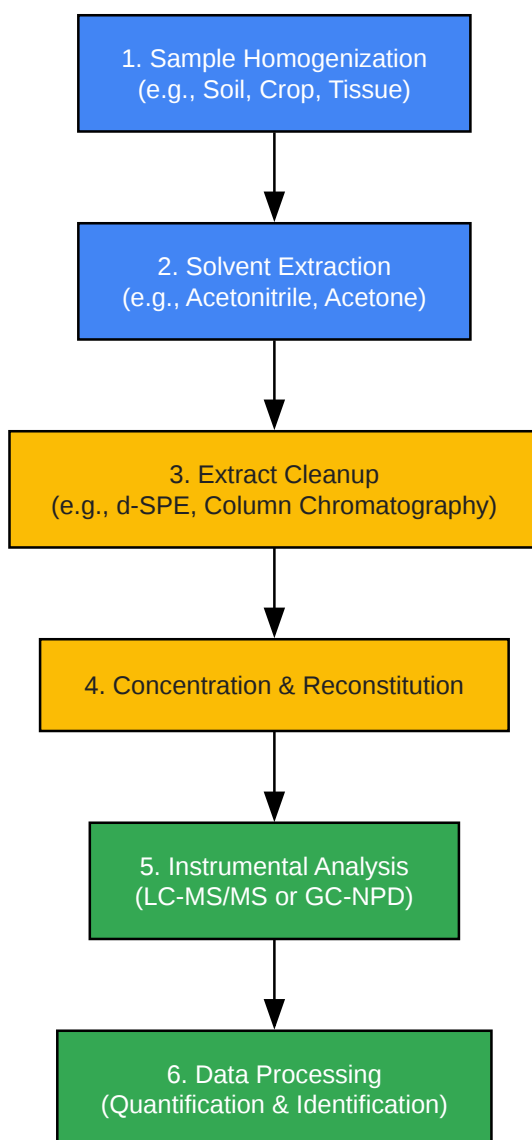 1. Sample Homogenization
(e.g., Soil, Crop, Tissue)
2. Solvent Extraction
(e.g., Acetonitrile, Acetone)
3. Extract Cleanup
(e.g., d-SPE, Column Chromatography)
4. Concentration & Reconstitution
5. Instrumental Analysis
(LC-MS/MS or GC-NPD)
6. Data Processing
(Quantification & Identification)